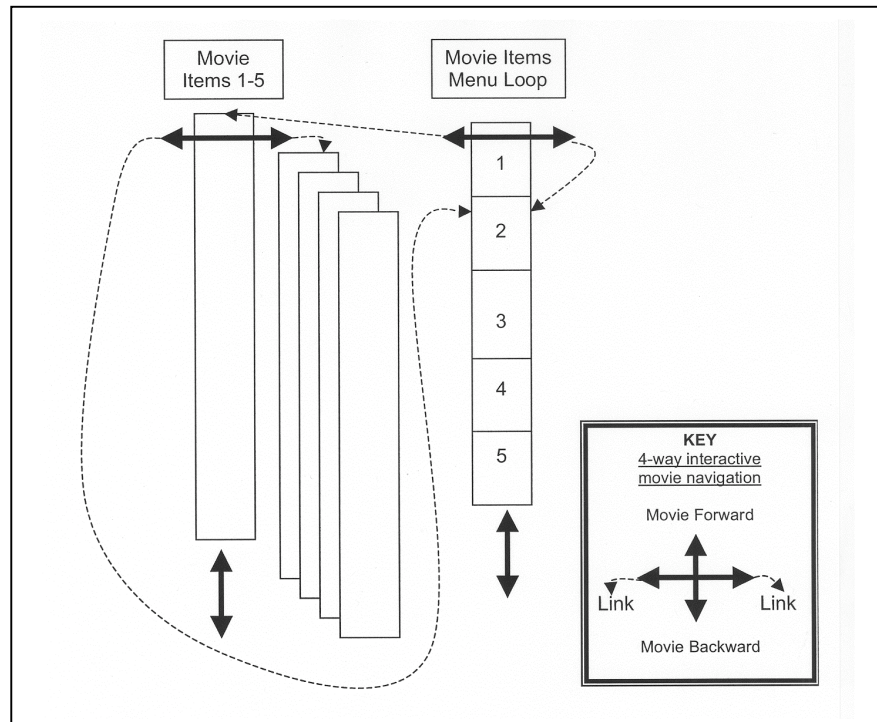 Movie
Items 1-5
Movie Items
Menu Loop
1
2
3
4
5
KEY
4-way interactive
movie navigation
Movie Forward
Link
Link
Movie Backward